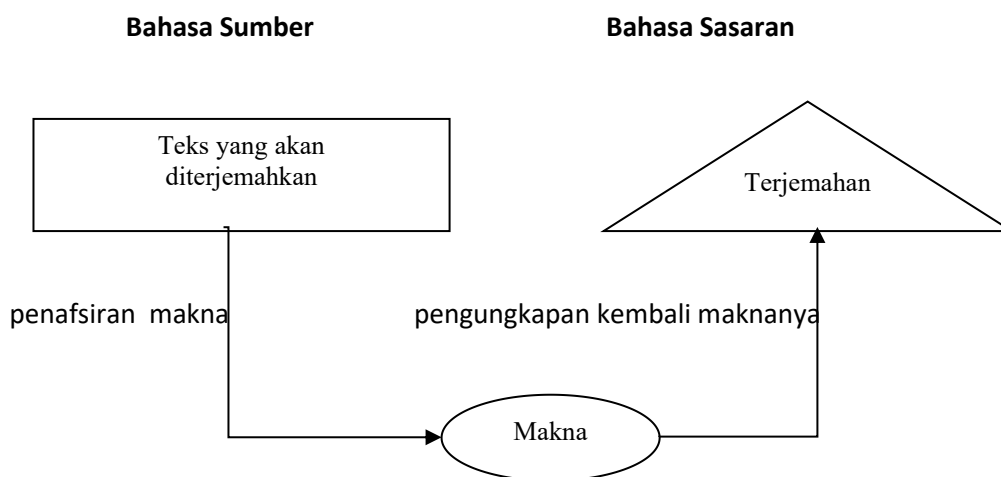 Bahasa Sumber
Bahasa Sasaran
Teks yang akan
diterjemahkan
Terjemahan
penafsiran  makna
pengungkapan kembali maknanya
Makna